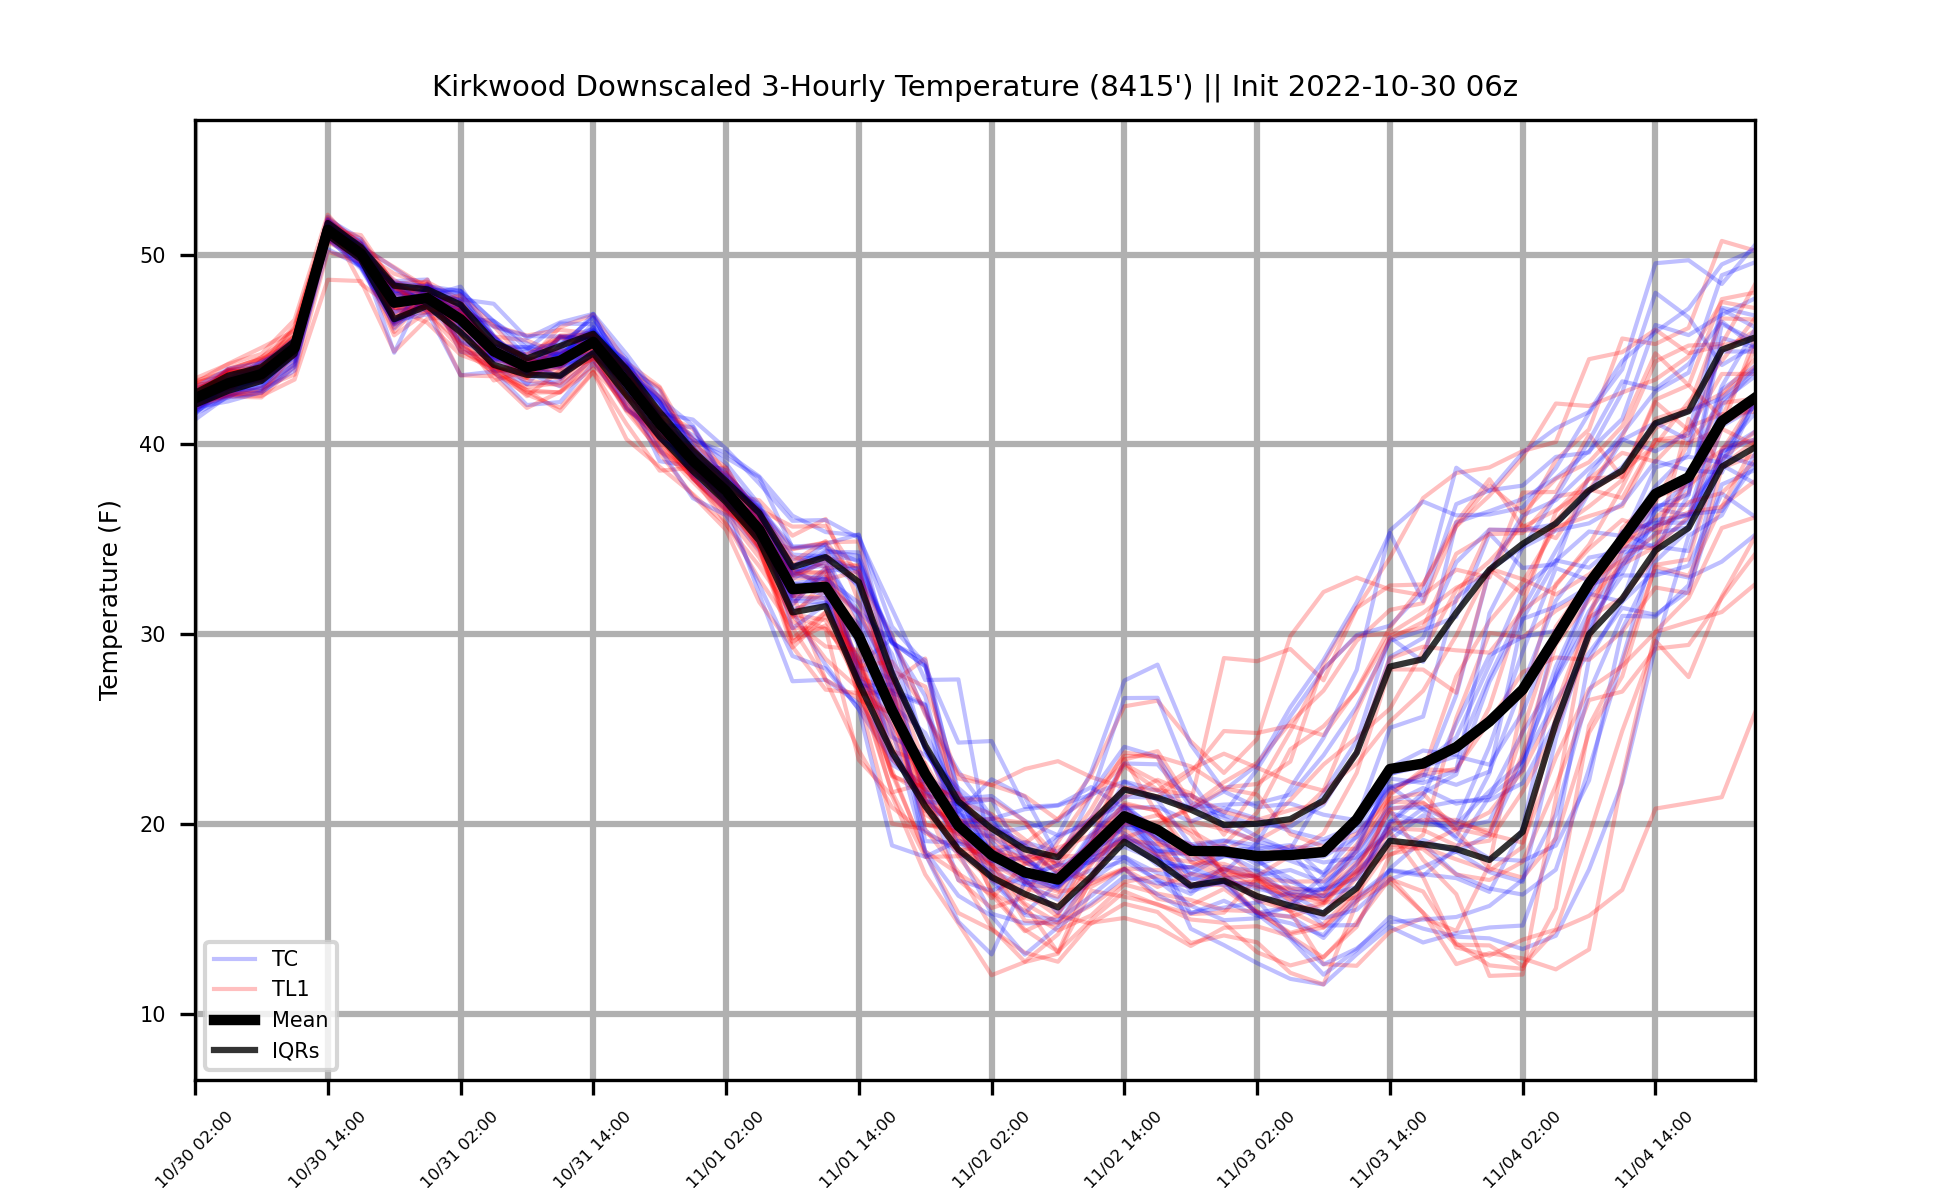 Kirkwood Downscaled 3-Hourly Temperature (8415') || Init 2022-10-30 06z
Temperature (F)
50
40
30
20
10
TC
TL1
Mean
IQRs
10/30 02:00
10/30 14:00
10/31 02:00
10/31 14:00
11/01 02:00
11/01 14:00
11/02 02:00
11/02 14:00
11/03 02:00
11/03 14:00
11/04 02:00
11/04 14:00